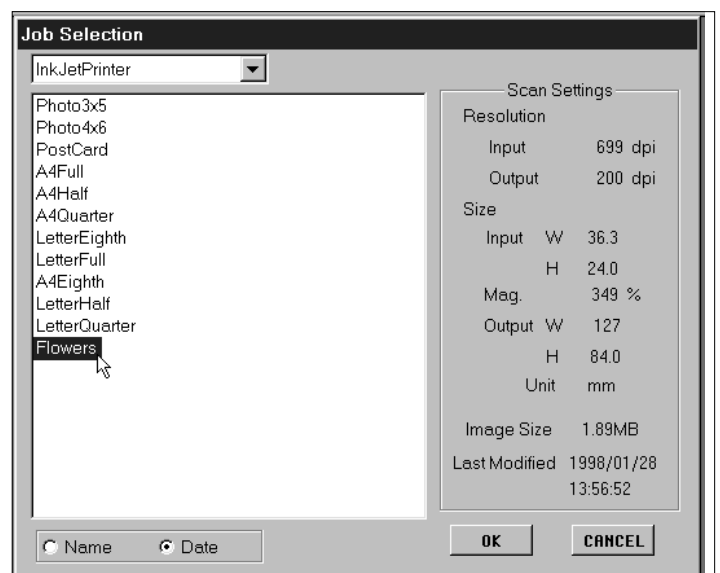 Job Selection
InkJetPrinter
Photo3x5
Photo4x6
PostCard
A4Full
A4Half
A4Quarter
LetterEighth
LetterFull
A4Eighth
LetterHalf
LetterQuarter
Flowers
Name Date
Scan Settings
Resolution
Input 699 dpi
Output 200 dpi
Size
Input W 36.3
H 24.0
Mag. 349 %
Output W 127
H 84.0
Unit mm
Image Size 1.89MB
Last Modified 1998/01/28
13:56:52
OK CANCEL